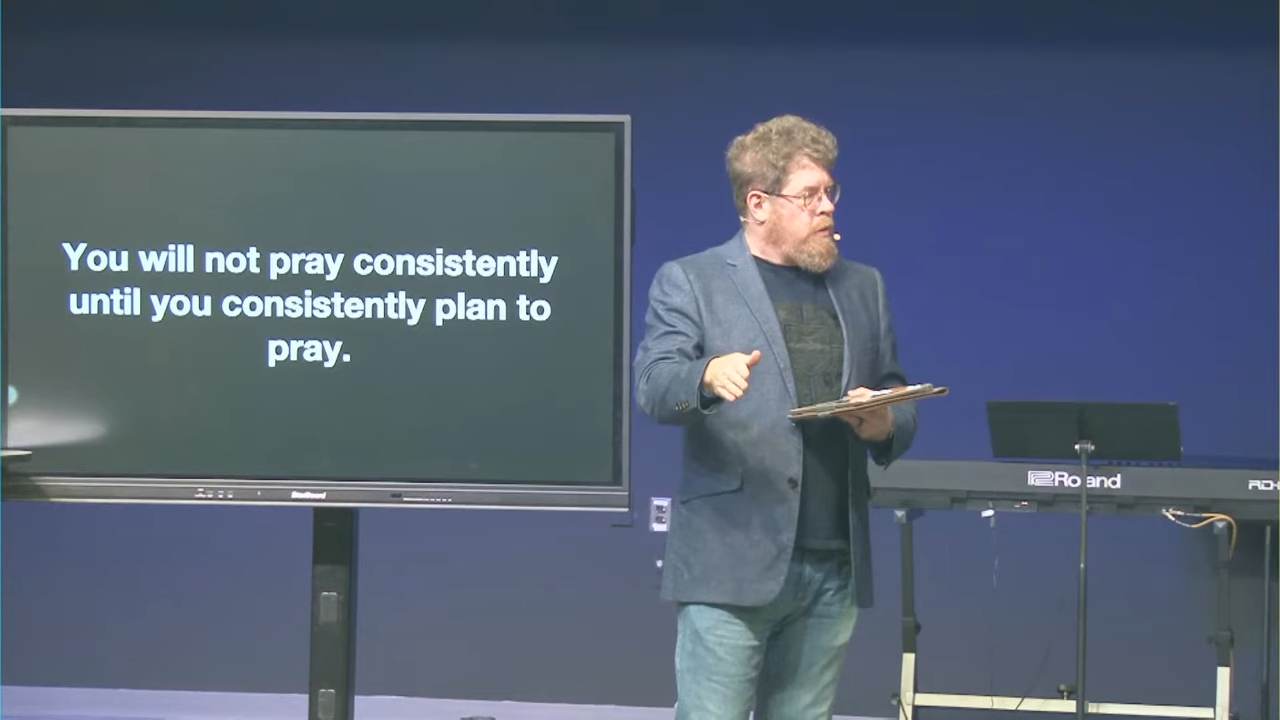 You will not pray consistently
until you consistently plan to
pray.
Roland